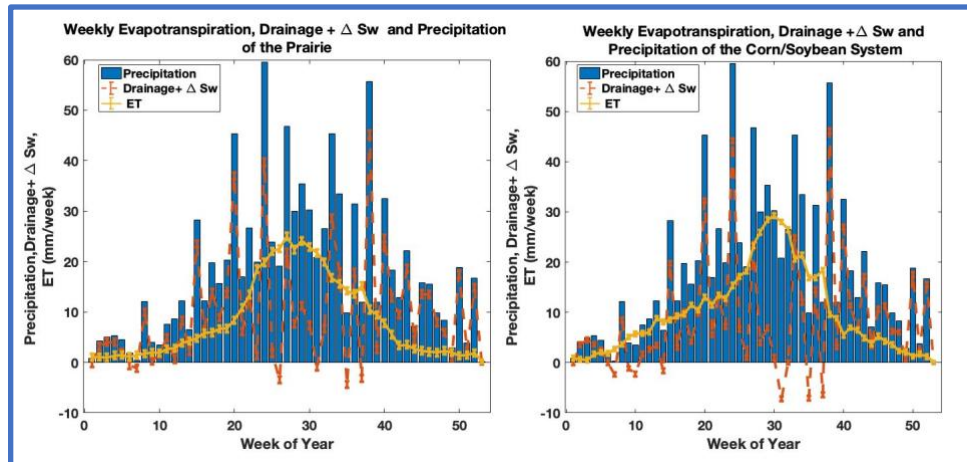 Weekly Evapotranspiration, Drainage + Δ Sw and Precipitation
of the Prairie
60
50
40
30
20
10
0
-10
Precipitation,Drainage+ Δ Sw,
ET (mm/week)
Precipitation
Drainage+ Δ Sw
ET
0
10
20
30
40
50
Week of Year
Weekly Evapotranspiration, Drainage +Δ Sw and
Precipitation of the Corn/Soybean System
60
50
40
30
20
10
0
-10
Precipitation, Drainage+ Δ Sw,
ET (mm/week)
Precipitation
Drainage+ Δ Sw
ET
0
10
20
30
40
50
Week of Year